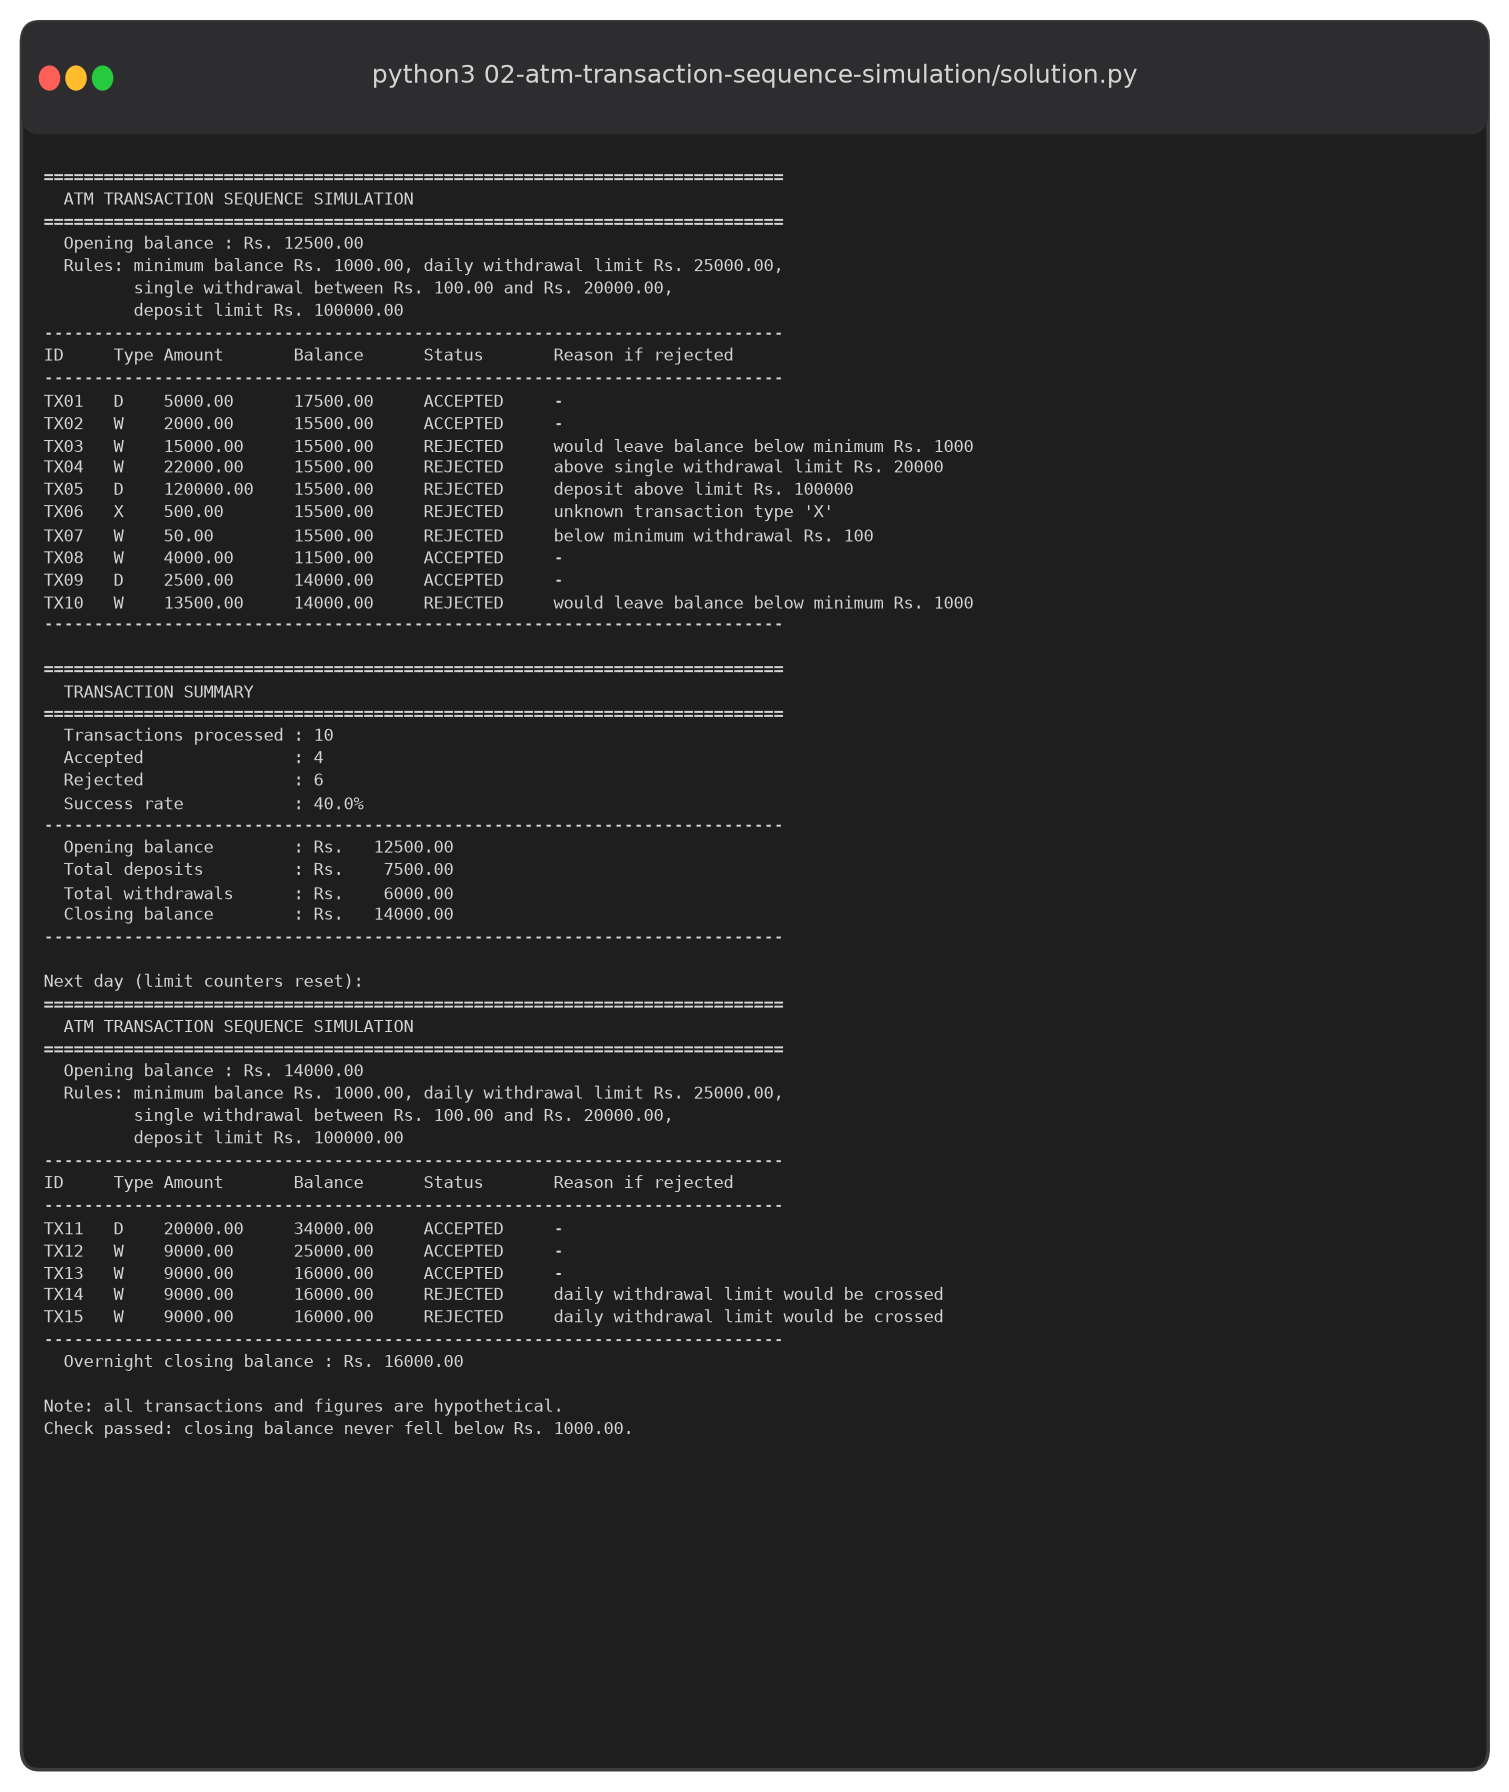 python3 02-atm-transaction-sequence-simulation/solution.py
==========================================================================
  ATM TRANSACTION SEQUENCE SIMULATION
==========================================================================
  Opening balance : Rs. 12500.00
  Rules: minimum balance Rs. 1000.00, daily withdrawal limit Rs. 25000.00,
         single withdrawal between Rs. 100.00 and Rs. 20000.00,
         deposit limit Rs. 100000.00
--------------------------------------------------------------------------
ID     Type Amount       Balance      Status       Reason if rejected
--------------------------------------------------------------------------
TX01   D    5000.00      17500.00     ACCEPTED     -
TX02   W    2000.00      15500.00     ACCEPTED     -
TX03   W    15000.00     15500.00     REJECTED     would leave balance below minimum Rs. 1000
TX04   W    22000.00     15500.00     REJECTED     above single withdrawal limit Rs. 20000
TX05   D    120000.00    15500.00     REJECTED     deposit above limit Rs. 100000
TX06   X    500.00       15500.00     REJECTED     unknown transaction type 'X'
TX07   W    50.00        15500.00     REJECTED     below minimum withdrawal Rs. 100
TX08   W    4000.00      11500.00     ACCEPTED     -
TX09   D    2500.00      14000.00     ACCEPTED     -
TX10   W    13500.00     14000.00     REJECTED     would leave balance below minimum Rs. 1000
--------------------------------------------------------------------------
==========================================================================
  TRANSACTION SUMMARY
==========================================================================
  Transactions processed : 10
  Accepted               : 4
  Rejected               : 6
  Success rate           : 40.0%
--------------------------------------------------------------------------
  Opening balance        : Rs.   12500.00
  Total deposits         : Rs.    7500.00
  Total withdrawals      : Rs.    6000.00
  Closing balance        : Rs.   14000.00
--------------------------------------------------------------------------
Next day (limit counters reset):
==========================================================================
  ATM TRANSACTION SEQUENCE SIMULATION
==========================================================================
  Opening balance : Rs. 14000.00
  Rules: minimum balance Rs. 1000.00, daily withdrawal limit Rs. 25000.00,
         single withdrawal between Rs. 100.00 and Rs. 20000.00,
         deposit limit Rs. 100000.00
--------------------------------------------------------------------------
ID     Type Amount       Balance      Status       Reason if rejected
--------------------------------------------------------------------------
TX11   D    20000.00     34000.00     ACCEPTED     -
TX12   W    9000.00      25000.00     ACCEPTED     -
TX13   W    9000.00      16000.00     ACCEPTED     -
TX14   W    9000.00      16000.00     REJECTED     daily withdrawal limit would be crossed
TX15   W    9000.00      16000.00     REJECTED     daily withdrawal limit would be crossed
--------------------------------------------------------------------------
  Overnight closing balance : Rs. 16000.00
Note: all transactions and figures are hypothetical.
Check passed: closing balance never fell below Rs. 1000.00.